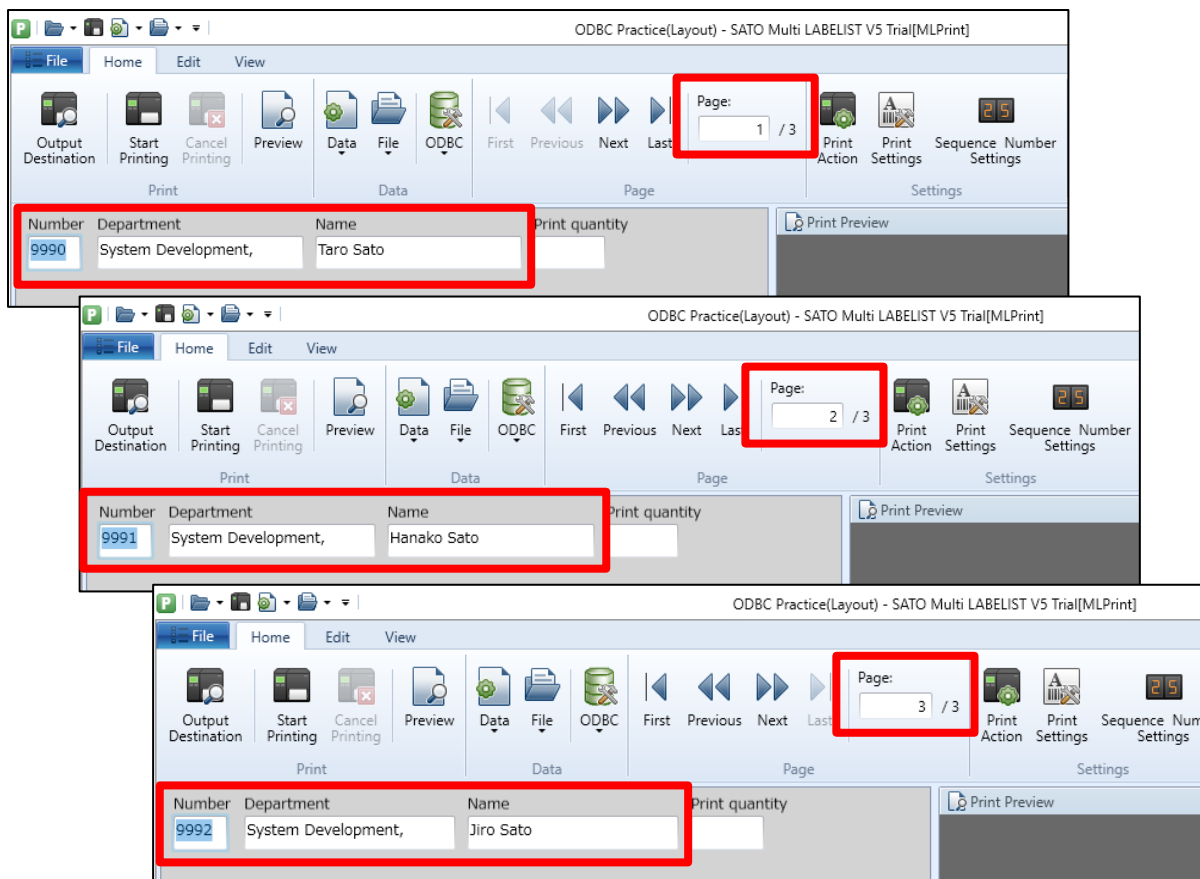 ODBC Practice(Layout) - SATO Multi LABELIST V5 Trial[MLPrint]
File Home Edit View
Output Destination Start Printing Cancel Printing Preview Data File ODBC First Previous Next Last Page: 1 / 3 Print Action Print Settings Sequence Number Settings
Print Data Page Settings
Number Department Name Print quantity Print Preview
9990 System Development, Taro Sato
ODBC Practice(Layout) - SATO Multi LABELIST V5 Trial[MLPrint]
File Home Edit View
Output Destination Start Printing Cancel Printing Preview Data File ODBC First Previous Next Las Page: 2 / 3 Print Action Print Settings Sequence Number Settings
Print Data Page Settings
Number Department Name Print quantity Print Preview
9991 System Development, Hanako Sato
ODBC Practice(Layout) - SATO Multi LABELIST V5 Trial[MLPrint]
File Home Edit View
Output Destination Start Printing Cancel Printing Preview Data File ODBC First Previous Next Last Page: 3 / 3 Print Action Print Settings Sequence Num Settings
Print Data Page Settings
Number Department Name Print quantity Print Preview
9992 System Development, Jiro Sato